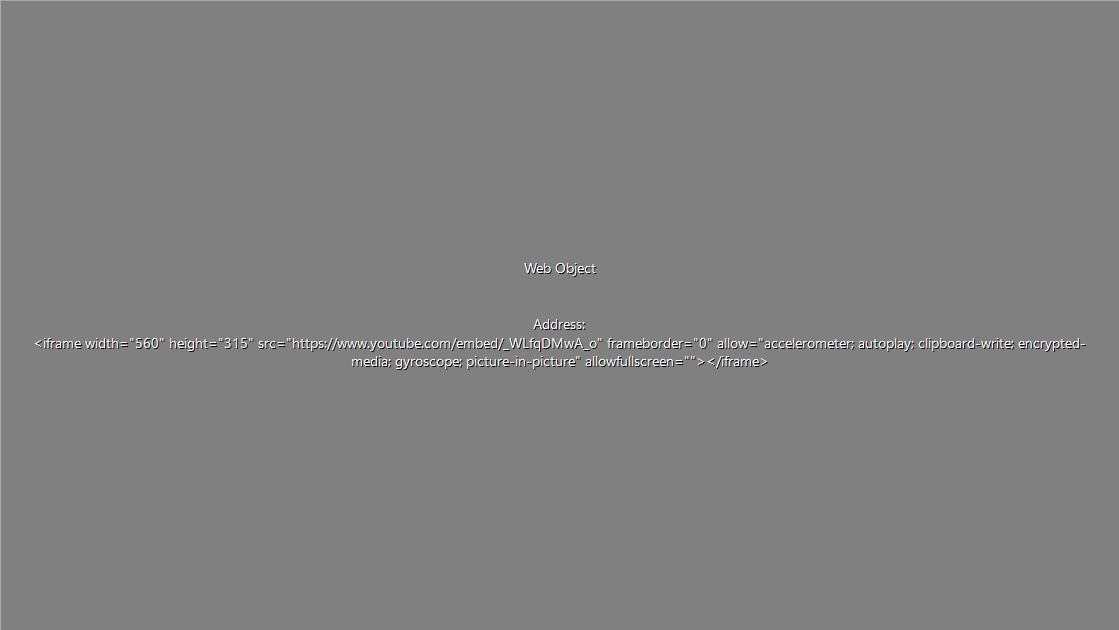 Web Object
Address:
<iframe width="560" height="315" src="https://www.youtube.com/embed/_WLfqDMwA_o" frameborder="0" allow="accelerometer; autoplay; clipboard-write; encrypted-
media; gyroscope; picture-in-picture" allowfullscreen=""></iframe>